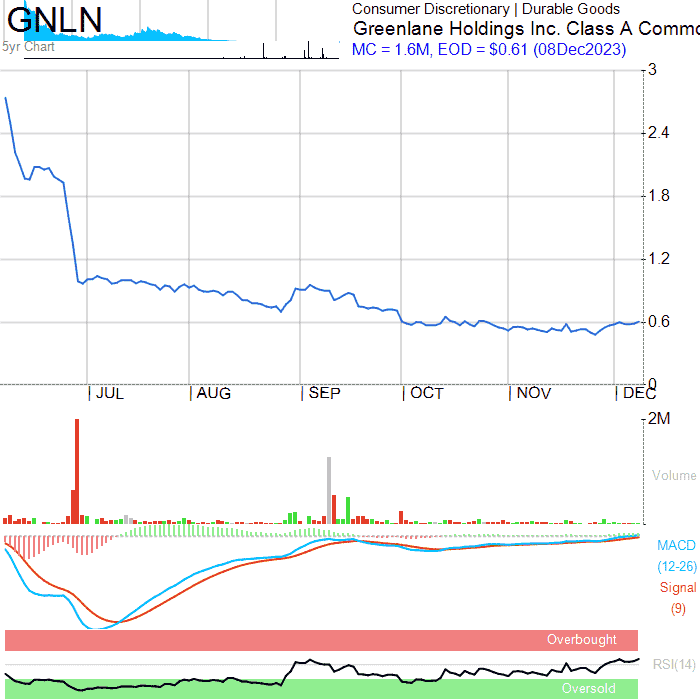 GNLN
Consumer Discretionary | Durable Goods
Greenlane Holdings Inc. Class A Commo
5yr Chart
MC = 1.6M, EOD = $0.61 (08Dec2023)
3
2.4
1.8
1.2
0.6
0
JUL AUG SEP OCT NOV DEC
2M
Volume
MACD
(12-26)
Signal
(9)
Overbought
RSI(14)
Oversold